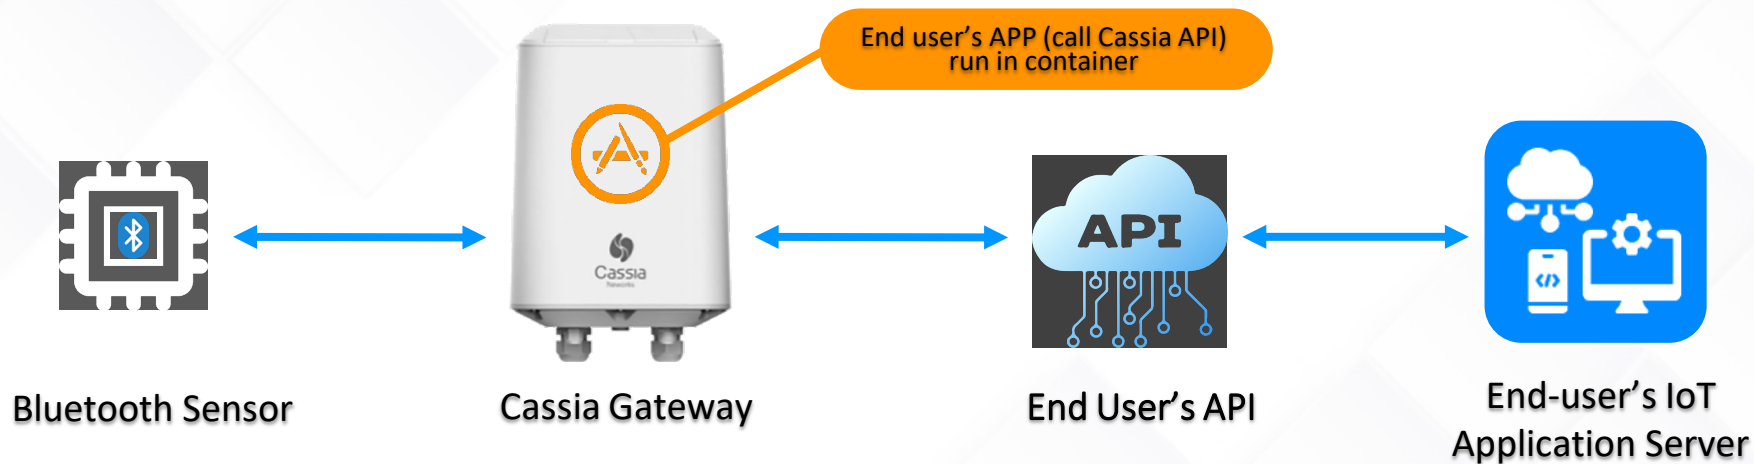 End user's APP (call Cassia API)
run in container
Cassia
Networks
API
</>
Bluetooth Sensor
Cassia Gateway
End User's API
End-user's IoT
Application Server